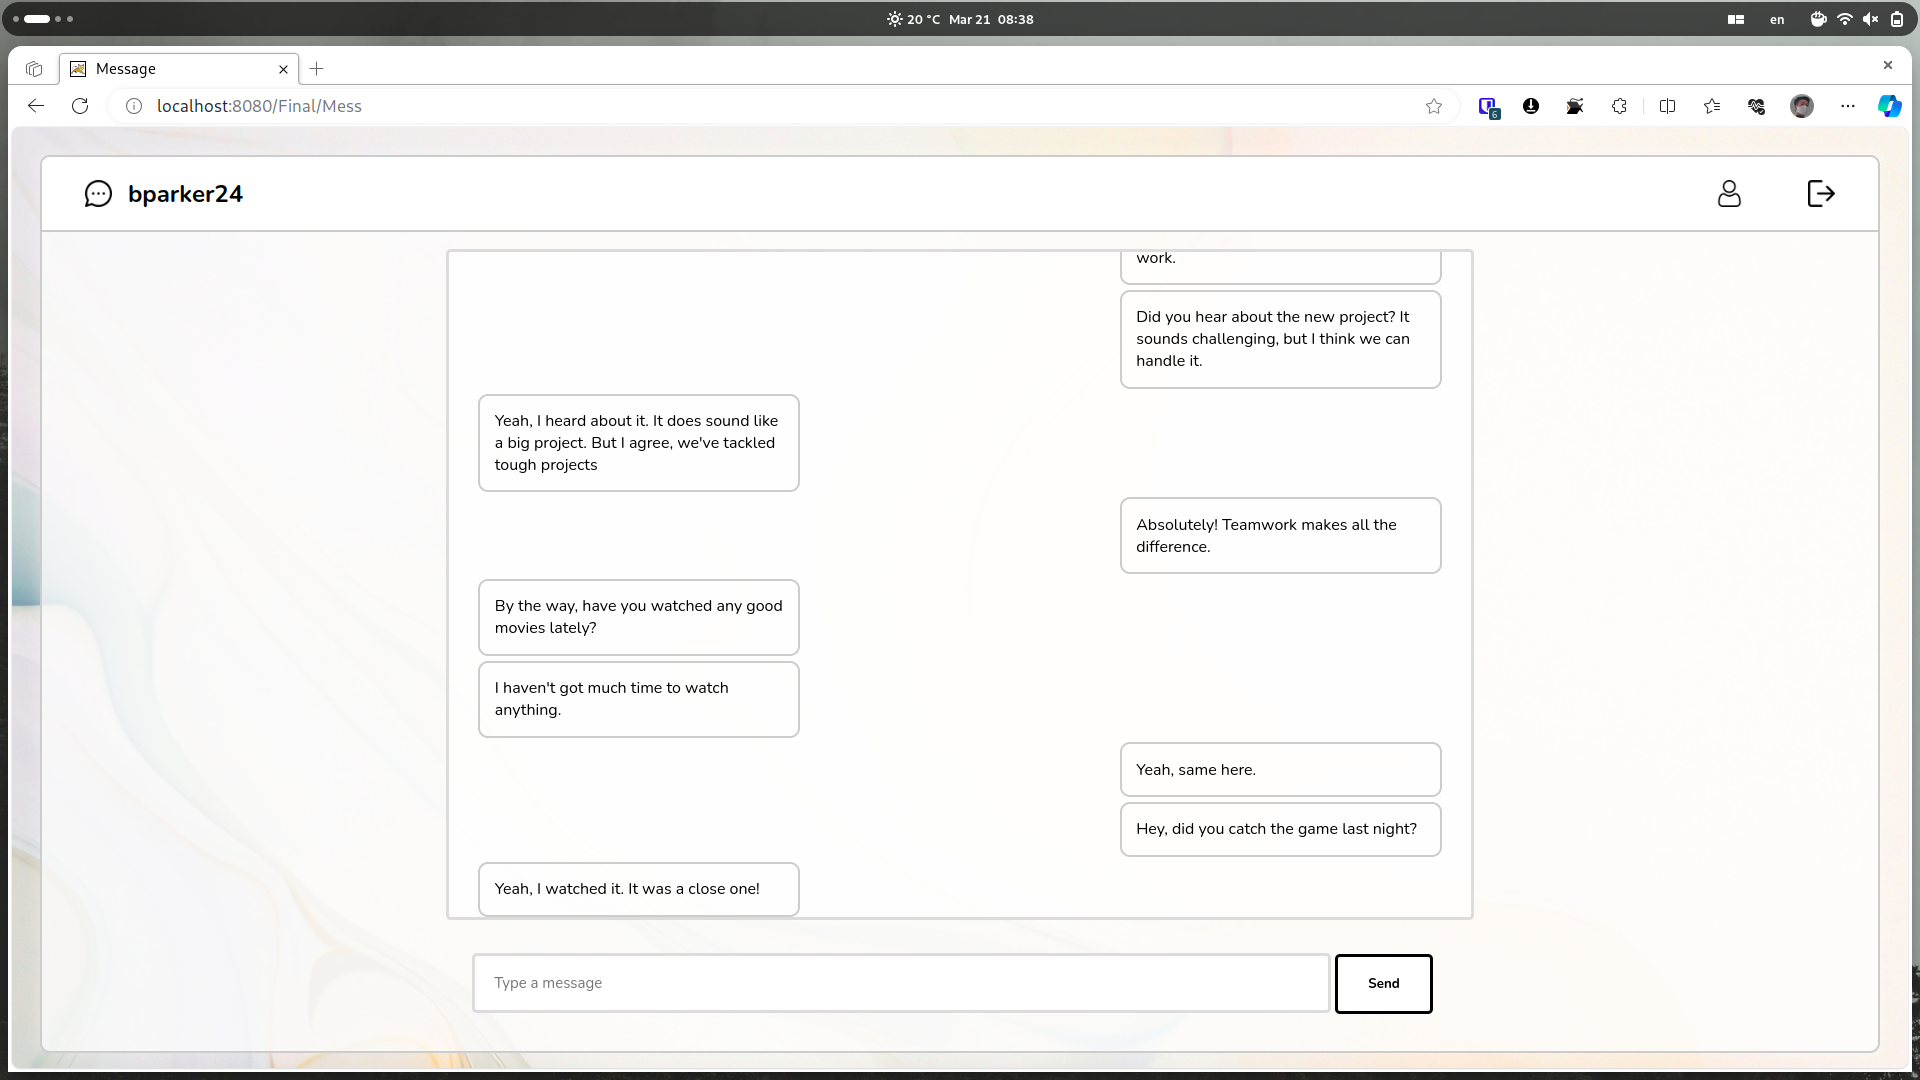 20 °C Mar 21 08:38
en
Message
localhost:8080/Final/Mess
6
bparker24
work.
Did you hear about the new project? It
sounds challenging, but I think we can
handle it.
Yeah, I heard about it. It does sound like
a big project. But I agree, we've tackled
tough projects
Absolutely! Teamwork makes all the
difference.
By the way, have you watched any good
movies lately?
I haven't got much time to watch
anything.
Yeah, same here.
Hey, did you catch the game last night?
Yeah, I watched it. It was a close one!
Type a message
Send